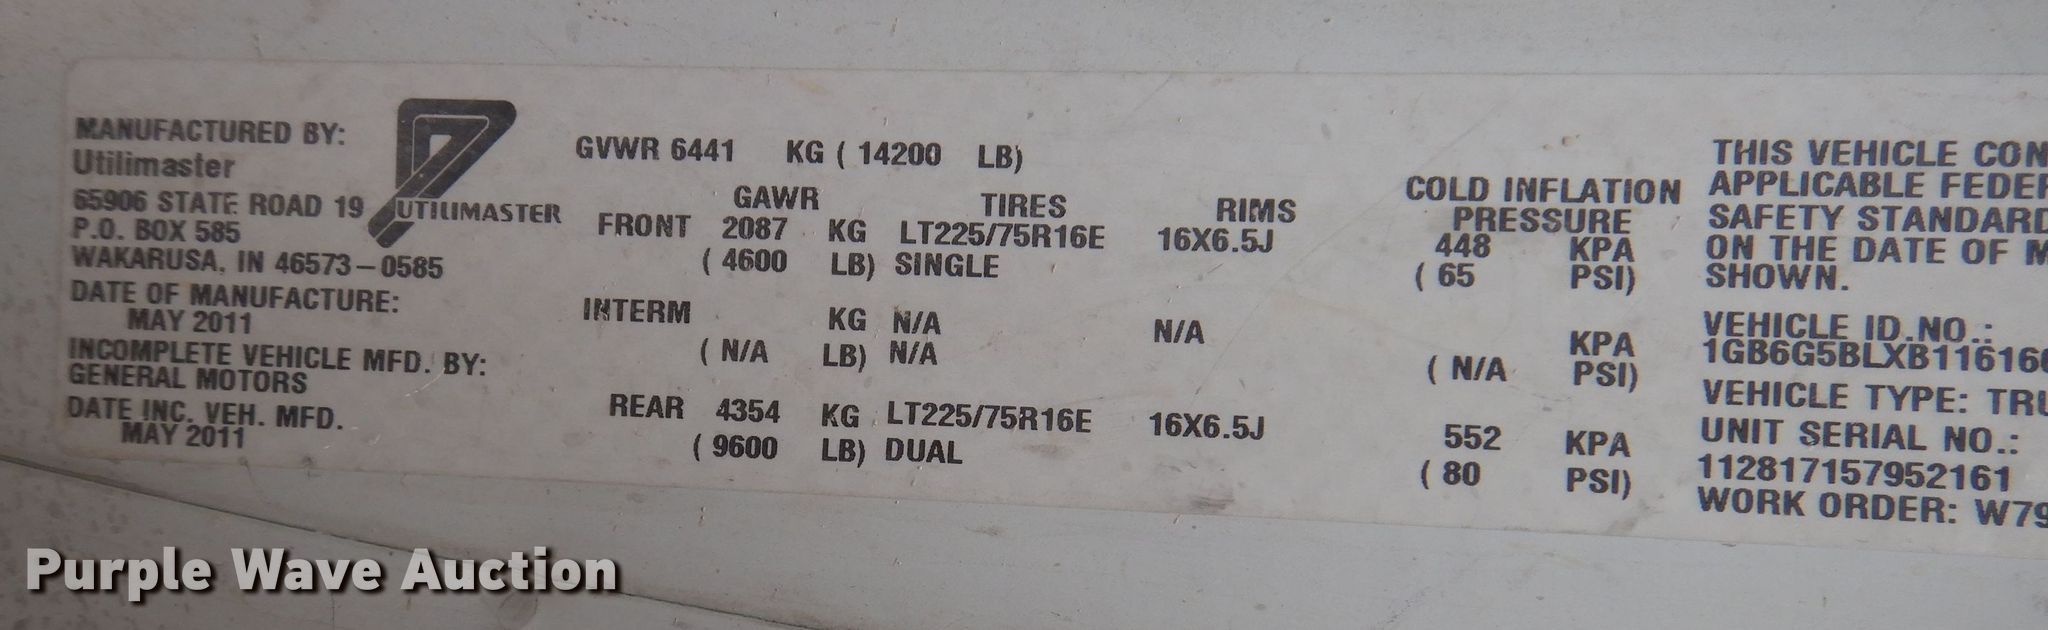 MANUFACTURED BY:
Utilimaster
65906 STATE ROAD 19
P.O. BOX 585
WAKARUSA, IN 46573-0585
DATE OF MANUFACTURE:
MAY 2011
INCOMPLETE VEHICLE MFD. BY:
GENERAL MOTORS
DATE INC. VEH. MFD.
MAY 2011
UTILIMASTER
GVWR 6441 KG ( 14200 LB)
GAWR TIRES RIMS COLD INFLATION PRESSURE
FRONT 2087 KG LT225/75R16E 16X6.5J 448 KPA
( 4600 LB) SINGLE ( 65 PSI)
INTERM KG N/A N/A KPA
( N/A LB) N/A ( N/A PSI)
REAR 4354 KG LT225/75R16E 16X6.5J 552 KPA
( 9600 LB) DUAL ( 80 PSI)
THIS VEHICLE CON
APPLICABLE FEDER
SAFETY STANDARD
ON THE DATE OF M
SHOWN.
VEHICLE ID.NO.:
1GB6G5BLXB116160
VEHICLE TYPE: TRU
UNIT SERIAL NO.:
112817157952161
WORK ORDER: W79
Purple Wave Auction